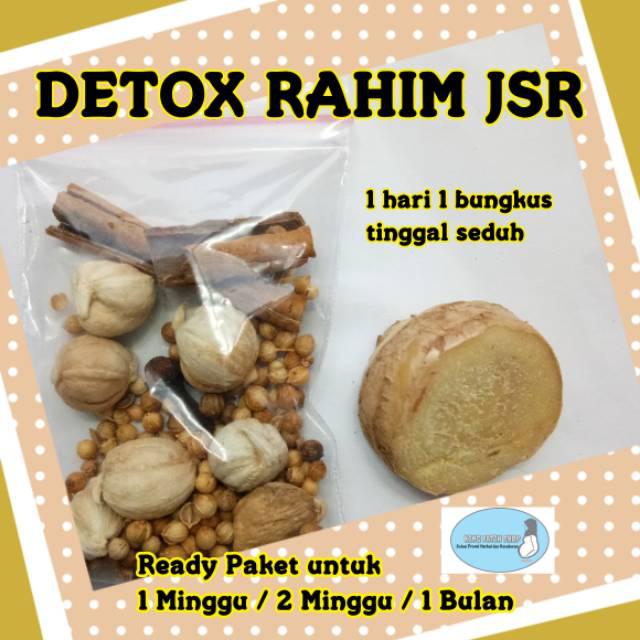 DETOX RAHIM JSR
1 hari 1 bungkus
tinggal seduh
Ready Paket untuk
1 Minggu / 2 Minggu / 1 Bulan